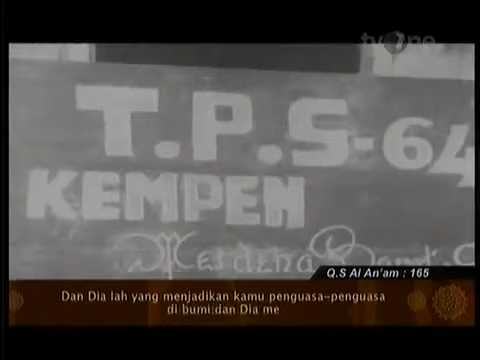 tvOne
T.P.S-64
KEMPEN
Merdeka
Q.S Al An'am : 165
Dan Dia lah yang menjadikan kamu penguasa-penguasa
di bumi dan Dia me